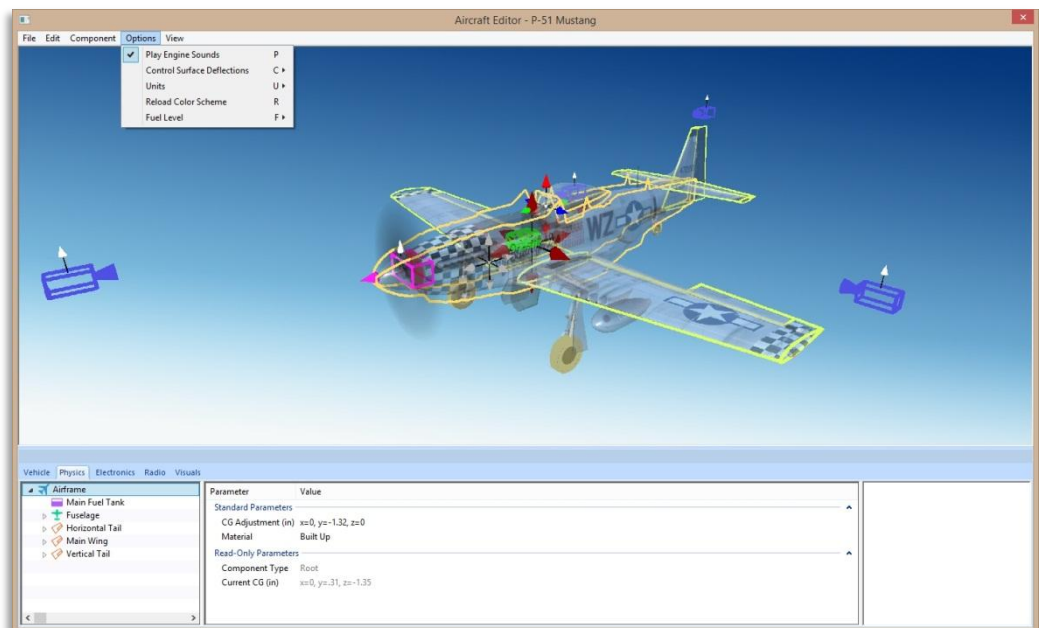 Aircraft Editor - P-51 Mustang
File Edit Component Options View
Play Engine Sounds P
Control Surface Deflections C
Units U
Reload Color Scheme R
Fuel Level F
WZ
Vehicle Physics Electronics Radio Visuals
Airframe
Main Fuel Tank
Fuselage
Horizontal Tail
Main Wing
Vertical Tail
Parameter Value
Standard Parameters
CG Adjustment (in) x=0, y=-1.32, z=0
Material Built Up
Read-Only Parameters
Component Type Root
Current CG (in) x=0, y=.31, z=-1.35